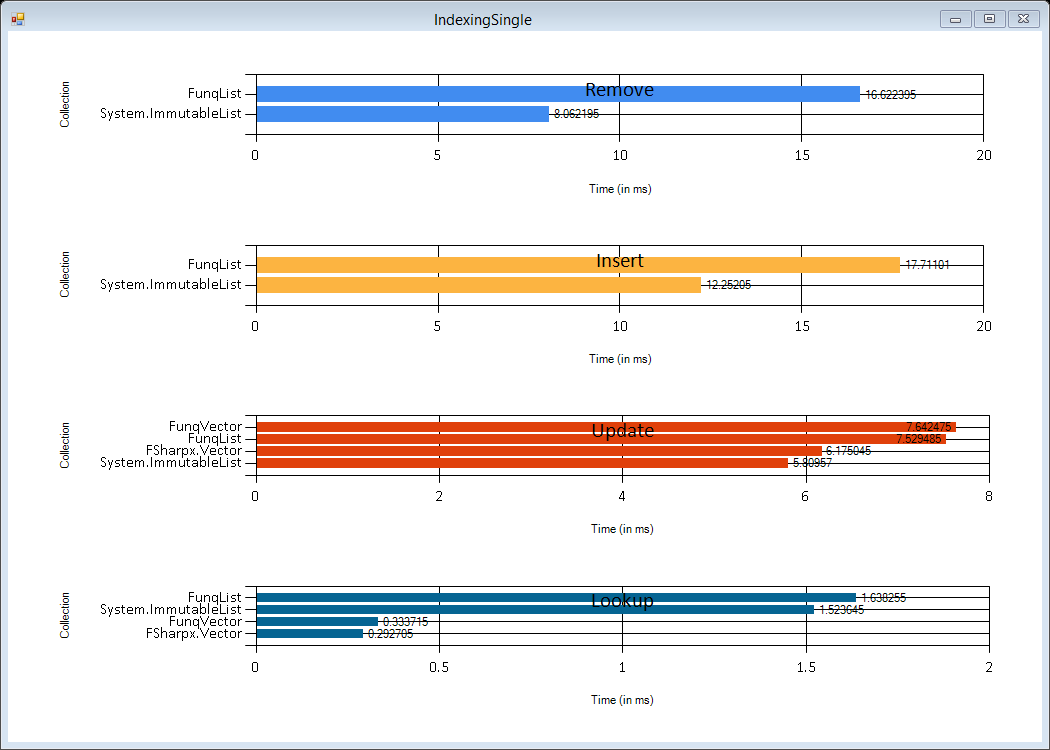 IndexingSingle
Remove
Collection
FunqList
16.622395
System.ImmutableList
8.062195
0 5 10 15 20
Time (in ms)
Insert
Collection
FunqList
17.71101
System.ImmutableList
12.25205
0 5 10 15 20
Time (in ms)
Update
Collection
FunqVector
7.642475
FunqList
7.529485
FSharpx.Vector
6.175045
System.ImmutableList
5.80957
0 2 4 6 8
Time (in ms)
Lookup
Collection
FunqList
1.638255
System.ImmutableList
1.523645
FunqVector
0.333715
FSharpx.Vector
0.292705
0 0.5 1 1.5 2
Time (in ms)